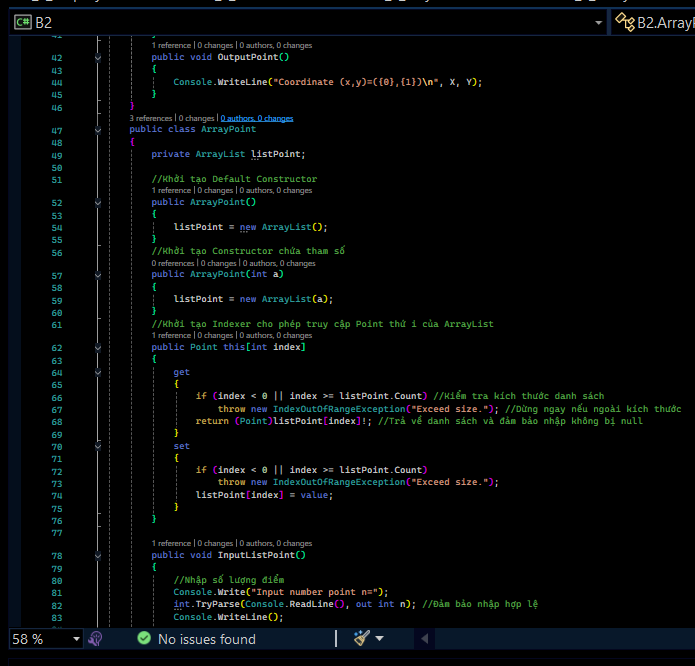 C# B2
B2.ArrayP
1 reference | 0 changes | 0 authors, 0 changes
42 public void OutputPoint()
43 {
44 Console.WriteLine("Coordinate (x,y)=({0},{1})\n", X, Y);
45 }
46 }
3 references | 0 changes | 0 authors, 0 changes
47 public class ArrayPoint
48 {
49 private ArrayList listPoint;
50
51 //Khởi tạo Default Constructor
1 reference | 0 changes | 0 authors, 0 changes
52 public ArrayPoint()
53 {
54 listPoint = new ArrayList();
55 }
56 //Khởi tạo Constructor chứa tham số
0 references | 0 changes | 0 authors, 0 changes
57 public ArrayPoint(int a)
58 {
59 listPoint = new ArrayList(a);
60 }
61 //Khởi tạo Indexer cho phép truy cập Point thứ i của ArrayList
1 reference | 0 changes | 0 authors, 0 changes
62 public Point this[int index]
63 {
64 get
65 {
66 if (index < 0 || index >= listPoint.Count) //Kiểm tra kích thước danh sách
67 throw new IndexOutOfRangeException("Exceed size."); //Dừng ngay nếu ngoài kích thước
68 return (Point)listPoint[index]!; //Trả về danh sách và đảm bảo nhập không bị null
69 }
70 set
71 {
72 if (index < 0 || index >= listPoint.Count)
73 throw new IndexOutOfRangeException("Exceed size.");
74 listPoint[index] = value;
75 }
76 }
77
1 reference | 0 changes | 0 authors, 0 changes
78 public void InputListPoint()
79 {
80 //Nhập số lượng điểm
81 Console.Write("Input number point n=");
82 int.TryParse(Console.ReadLine(), out int n); //Đảm bảo nhập hợp lệ
83 Console.WriteLine();
58 % No issues found